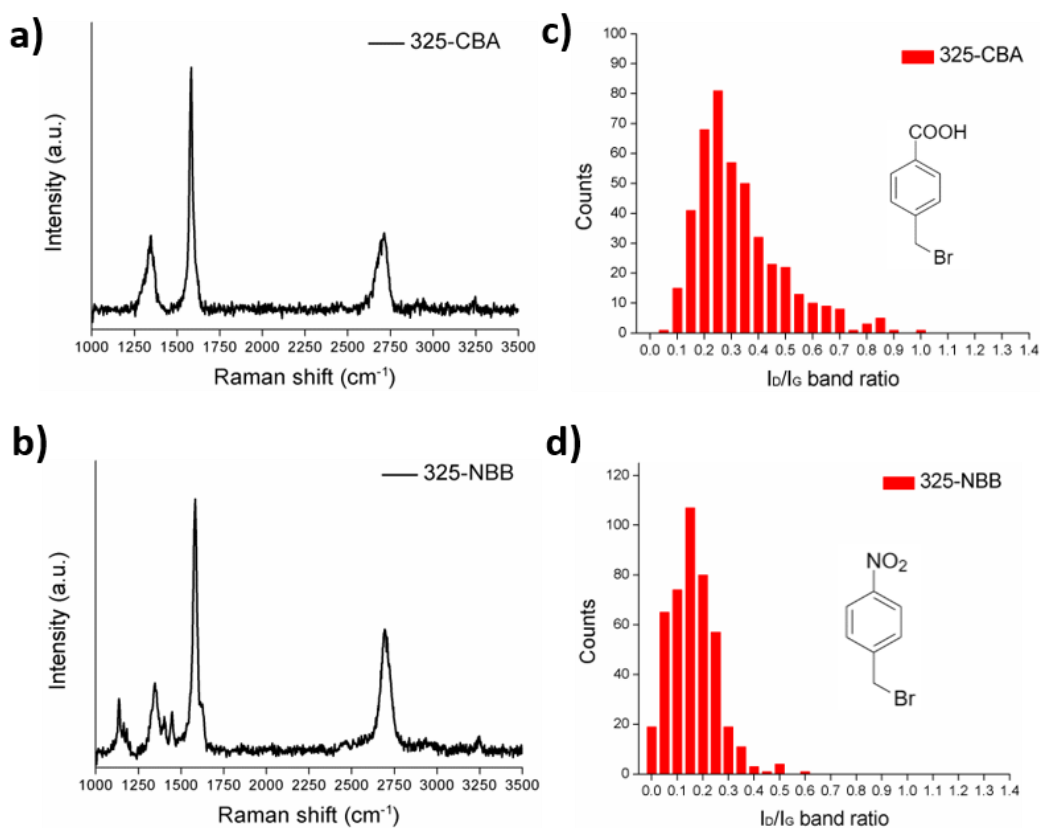 a)
325-CBA
Intensity (a.u.)
1000 1250 1500 1750 2000 2250 2500 2750 3000 3250 3500
Raman shift (cm⁻¹)
c)
100
90
80
70
60
50
40
30
20
10
0
Counts
325-CBA
COOH
Br
0.0 0.1 0.2 0.3 0.4 0.5 0.6 0.7 0.8 0.9 1.0 1.1 1.2 1.3 1.4
ID/IG band ratio
b)
325-NBB
Intensity (a.u.)
1000 1250 1500 1750 2000 2250 2500 2750 3000 3250 3500
Raman shift (cm⁻¹)
d)
120
100
80
60
40
20
0
Counts
325-NBB
NO₂
Br
0.0 0.1 0.2 0.3 0.4 0.5 0.6 0.7 0.8 0.9 1.0 1.1 1.2 1.3 1.4
ID/IG band ratio